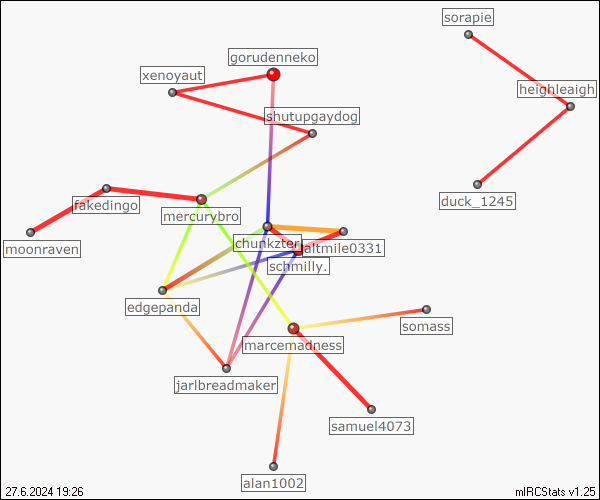 sorapie
gorudenneko
xenoyaut
heighleaigh
shutupgaydog
duck_1245
fakedingo
mercurybro
moonraven
chunkzter
altmile0331
schmilly.
edgepanda
somass
marcemadness
jarlbreadmaker
samuel4073
alan1002
27.6.2024 19:26
mIRCStats v1.25